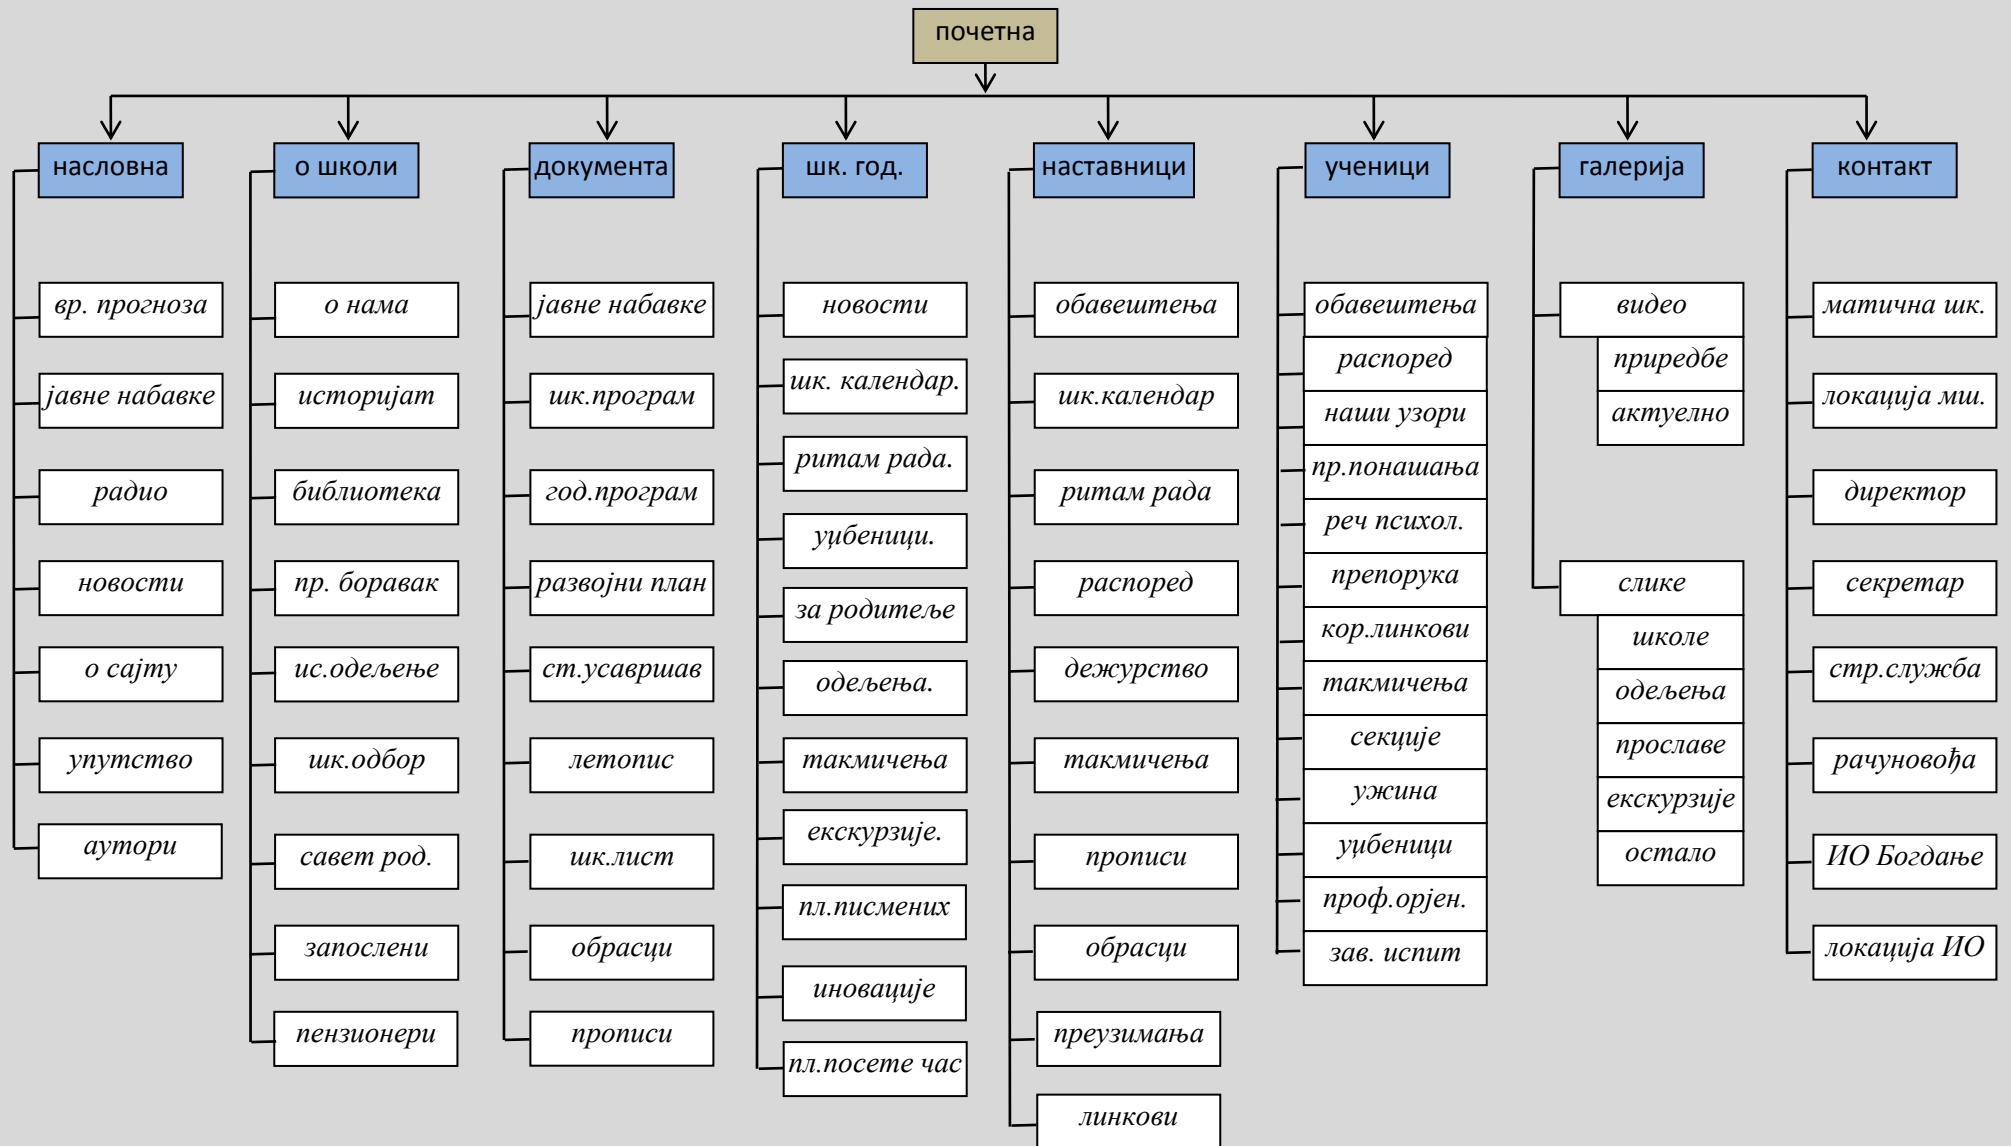 почетна
насловна
о школи
документа
шк. год.
наставници
ученици
галерија
контакт
вр. прогноза
јавне набавке
радио
новости
о сајту
упутство
аутори
о нама
историјат
библиотека
пр. боравак
ис.одељење
шк.одбор
савет род.
запослени
пензионери
јавне набавке
шк.програм
год.програм
развојни план
ст.усавршав
летопис
шк.лист
обрасци
прописи
новости
шк. календар.
ритам рада.
уџбеници.
за родитеље
одељења.
такмичења
екскурзије.
пл.писмених
иновације
пл.посете час
обавештења
шк.календар
ритам рада
распоред
дежурство
такмичења
прописи
обрасци
преузимања
линкови
обавештења
распоред
наши узори
пр.понашања
реч психол.
препорука
кор.линкови
такмичења
секције
ужина
уџбеници
проф.орјен.
зав. испит
видео
приредбе
актуелно
слике
школе
одељења
прославе
екскурзије
остало
матична шк.
локација мш.
директор
секретар
стр.служба
рачуновођа
ИО Богдање
локација ИО